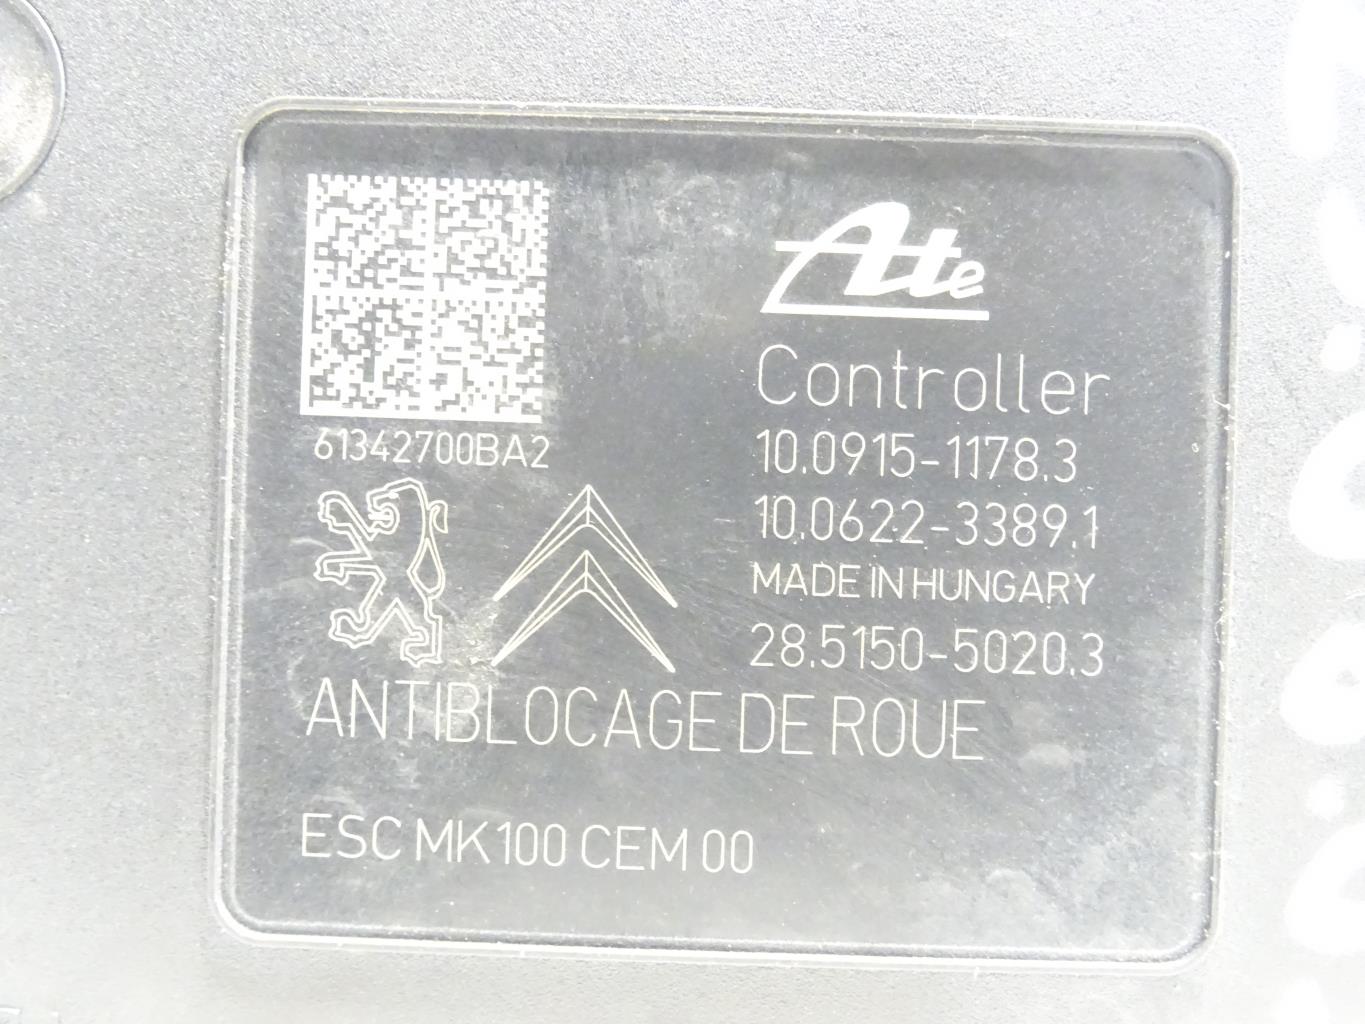 61342700BA2
Ate
Controller
10.0915-1178.3
10.0622-3389.1
MADE IN HUNGARY
28.5150-5020.3
ANTIBLOCAGE DE ROUE
ESC MK100 CEM 00